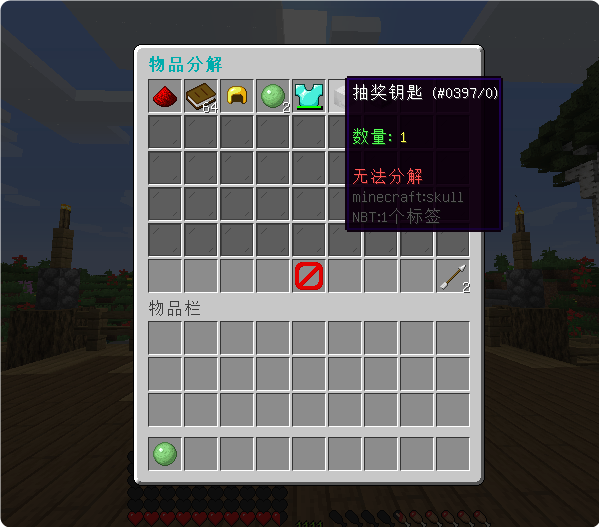 物品分解
64
2
抽奖钥匙 (#0397/0)
数量: 1
无法分解
minecraft:skull
NBT:1个标签
2
物品栏